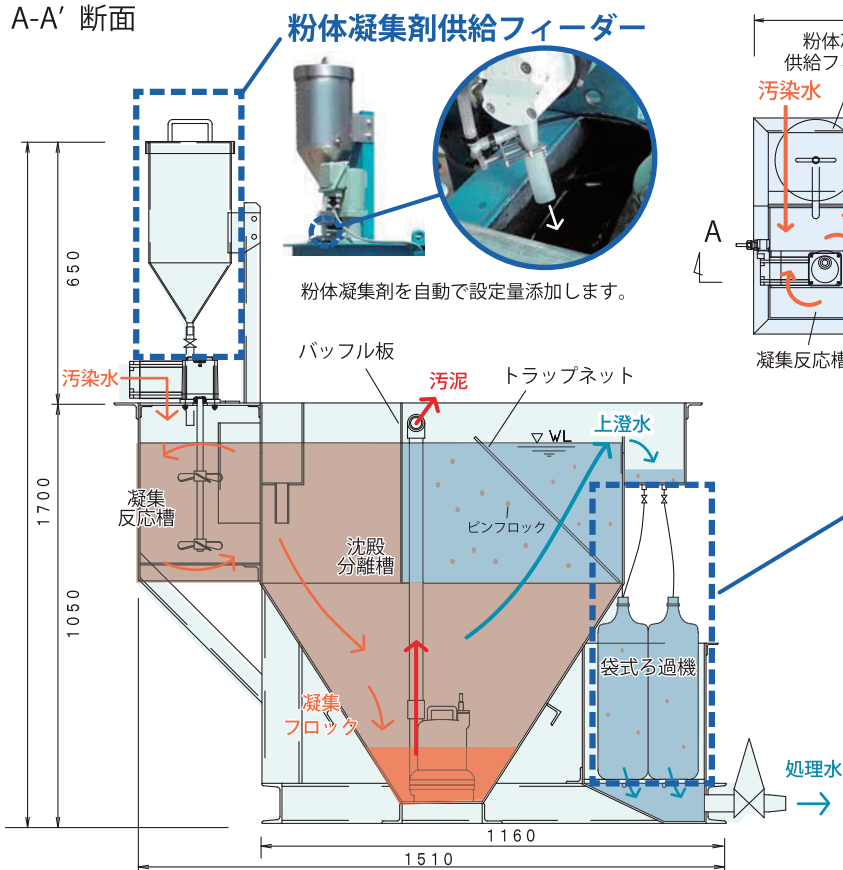 A-A’ 断面
粉体凝集剤供給フィーダー
粉体凝集剤を自動で設定量添加します。
粉体
供給フ
汚染水
A
凝集反応槽
650
1700
1050
汚染水
バッフル板
汚泥
トラップネット
WL
上澄水
凝集
反応槽
沈殿
分離槽
ピンフロック
凝集
フロック
袋式ろ過機
処理水
1160
1510